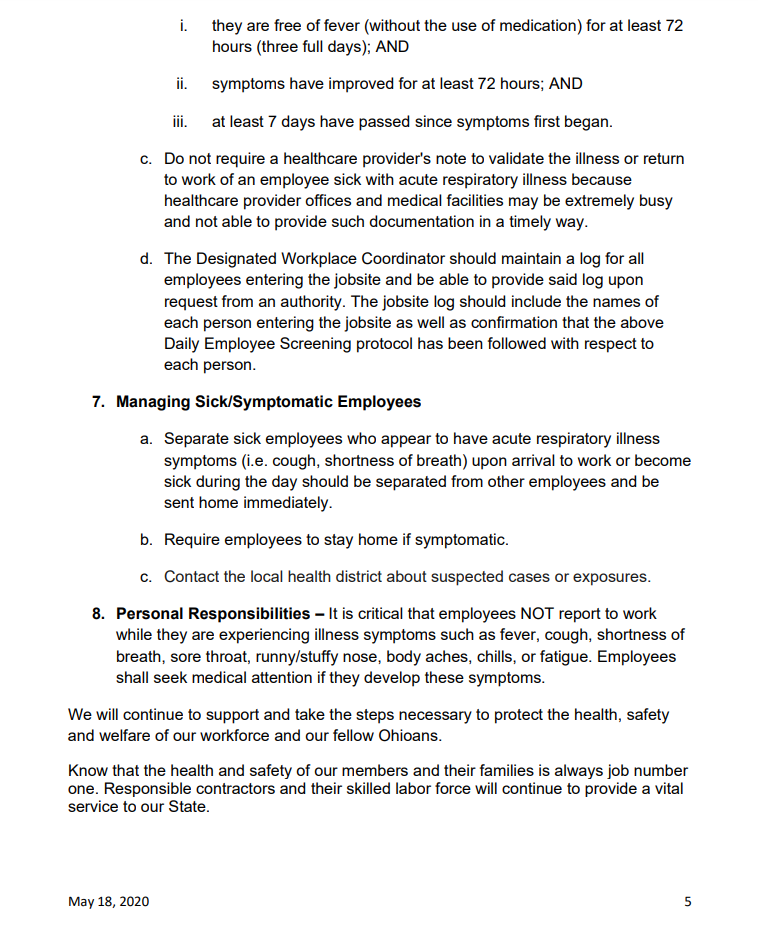 i. they are free of fever (without the use of medication) for at least 72
hours (three full days); AND
ii. symptoms have improved for at least 72 hours; AND
iii. at least 7 days have passed since symptoms first began.
c. Do not require a healthcare provider's note to validate the illness or return
to work of an employee sick with acute respiratory illness because
healthcare provider offices and medical facilities may be extremely busy
and not able to provide such documentation in a timely way.
d. The Designated Workplace Coordinator should maintain a log for all
employees entering the jobsite and be able to provide said log upon
request from an authority. The jobsite log should include the names of
each person entering the jobsite as well as confirmation that the above
Daily Employee Screening protocol has been followed with respect to
each person.
7. Managing Sick/Symptomatic Employees
a. Separate sick employees who appear to have acute respiratory illness
symptoms (i.e. cough, shortness of breath) upon arrival to work or become
sick during the day should be separated from other employees and be
sent home immediately.
b. Require employees to stay home if symptomatic.
c. Contact the local health district about suspected cases or exposures.
8. Personal Responsibilities – It is critical that employees NOT report to work
while they are experiencing illness symptoms such as fever, cough, shortness of
breath, sore throat, runny/stuffy nose, body aches, chills, or fatigue. Employees
shall seek medical attention if they develop these symptoms.
We will continue to support and take the steps necessary to protect the health, safety
and welfare of our workforce and our fellow Ohioans.
Know that the health and safety of our members and their families is always job number
one. Responsible contractors and their skilled labor force will continue to provide a vital
service to our State.
May 18, 2020 5